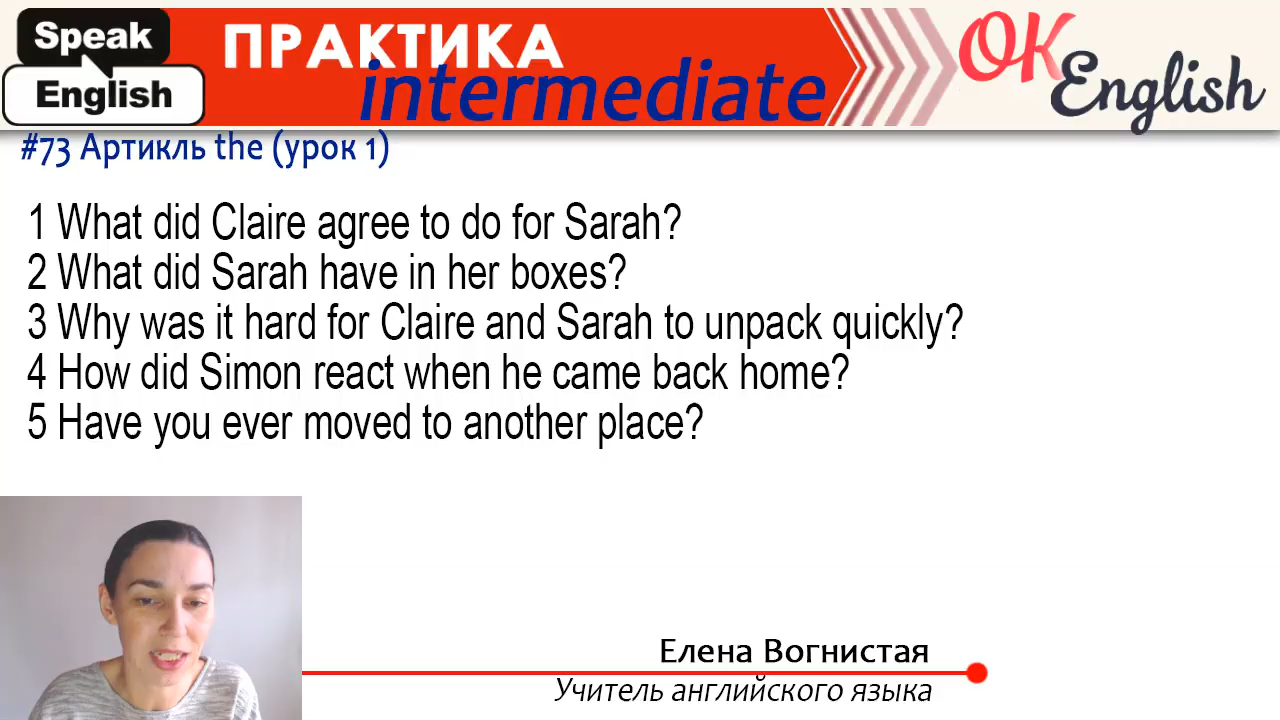 Speak
English
ПРАКТИКА
intermediate
OK
English
#73 Артикль the (урок 1)
1 What did Claire agree to do for Sarah?
2 What did Sarah have in her boxes?
3 Why was it hard for Claire and Sarah to unpack quickly?
4 How did Simon react when he came back home?
5 Have you ever moved to another place?
Елена Вогнистая
Учитель английского языка